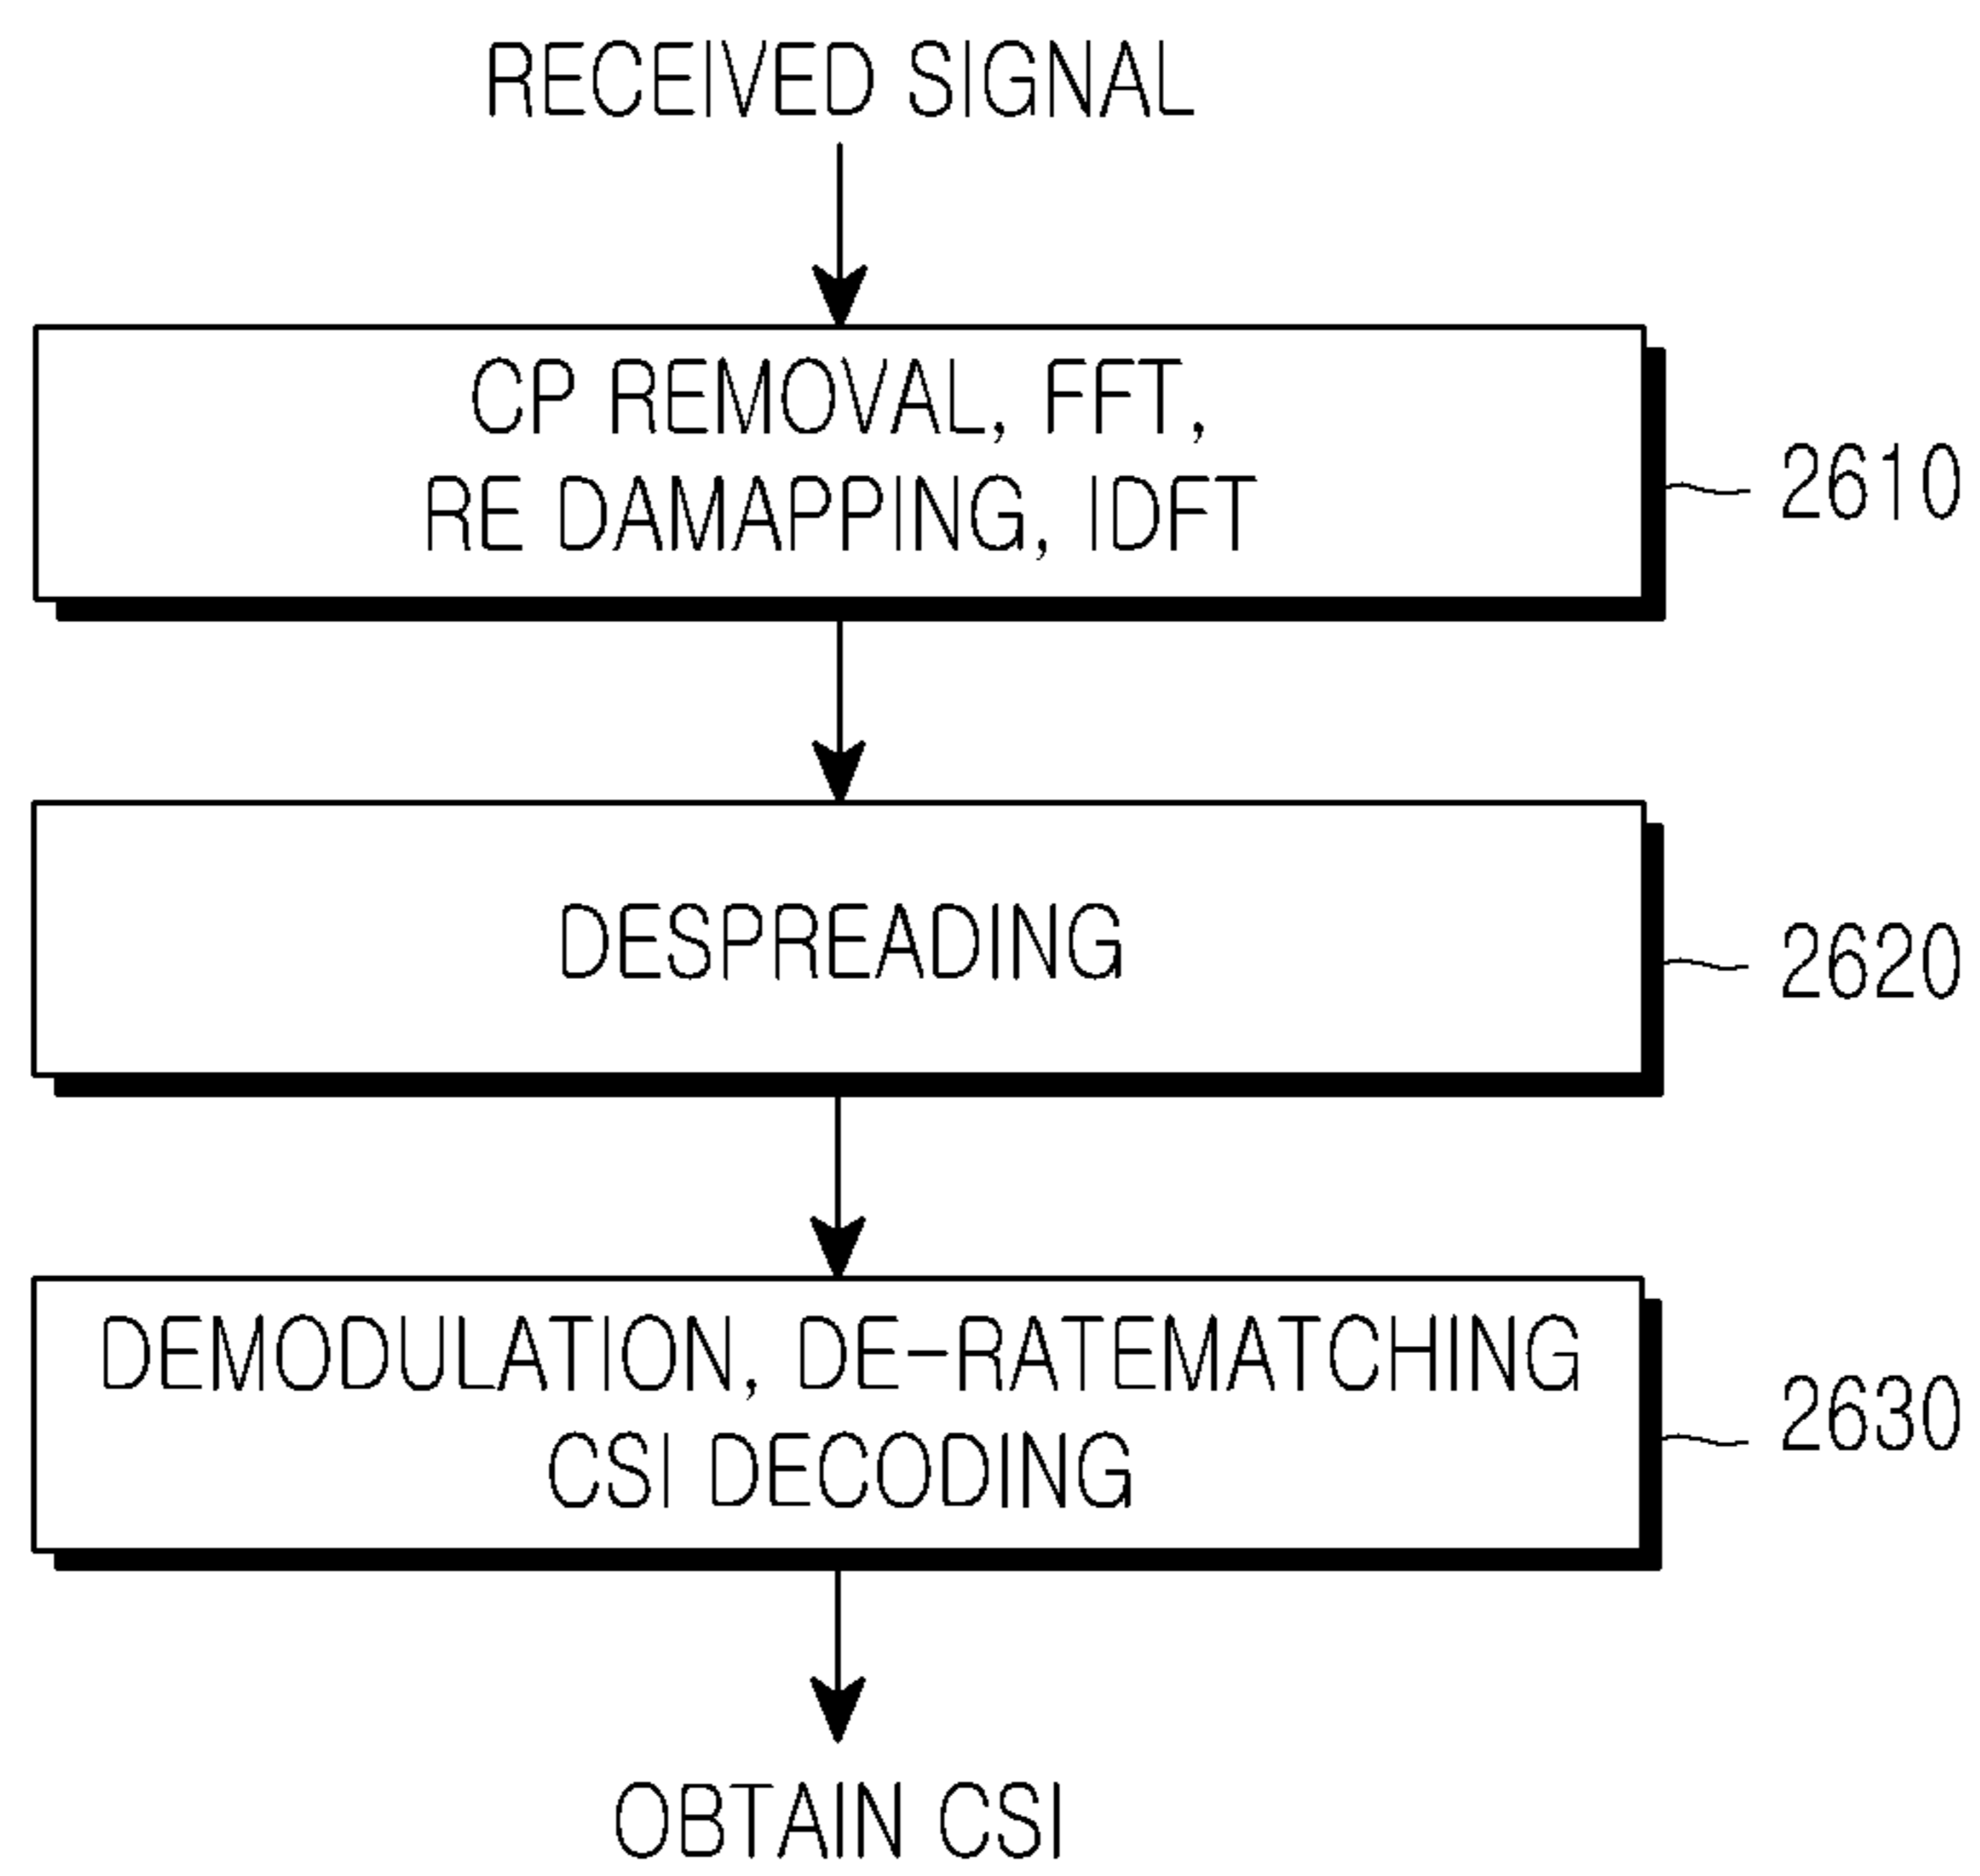 RECEIVED SIGNAL
CP REMOVAL, FFT,
RE DAMAPPING, IDFT
2610
DESPREADING
2620
DEMODULATION, DE-RATEMATCHING
CSI DECODING
2630
OBTAIN CSI